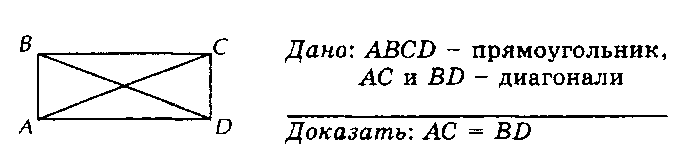 B C
A D
Дано: ABCD – прямоугольник,
AC и BD – диагонали
Доказать: AC = BD